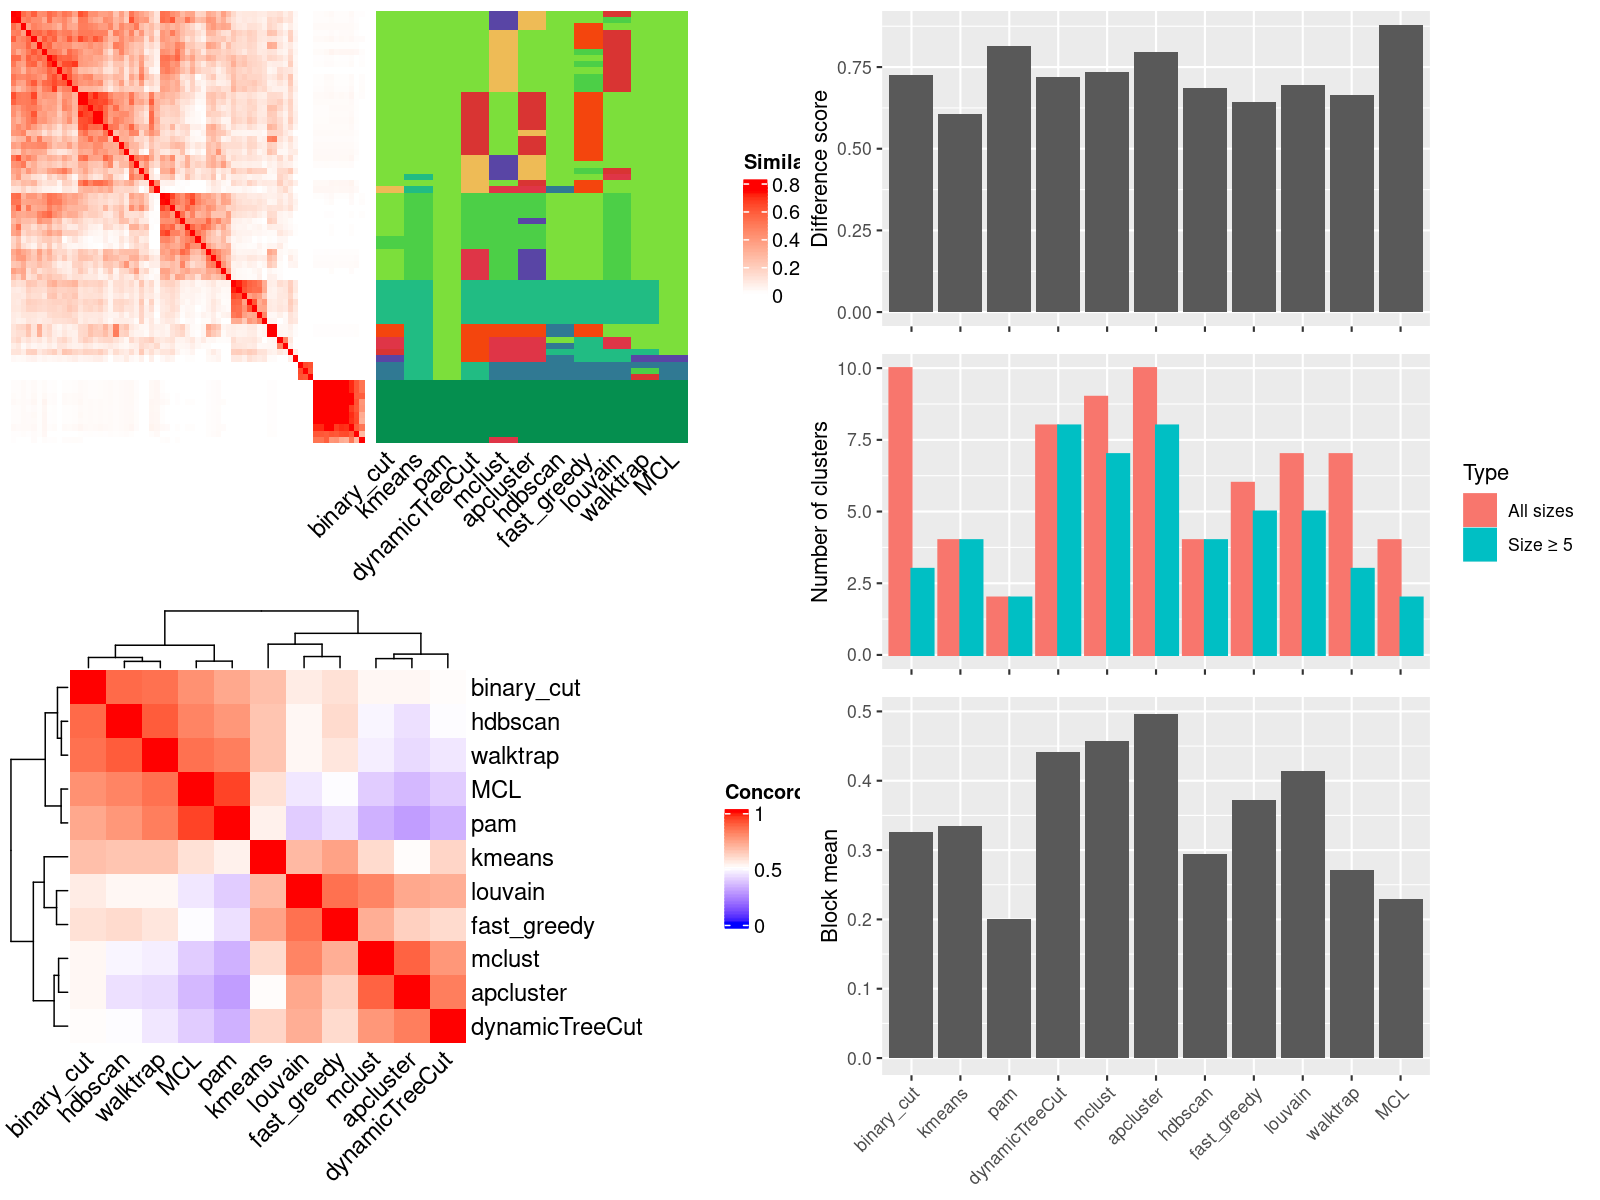 Simila
0.8
0.6
0.4
0.2
0
binary_cut
kmeans
pam
dynamicTreeCut
mclust
apcluster
hdbscan
fast_greedy
louvain
walktrap
MCL
binary_cut
hdbscan
walktrap
MCL
pam
kmeans
louvain
fast_greedy
mclust
apcluster
dynamicTreeCut
binary_cut
hdbscan
walktrap
MCL
pam
kmeans
louvain
fast_greedy
mclust
apcluster
dynamicTreeCut
Concord
1
0.5
0
Difference score
0.75
0.50
0.25
0.00
Number of clusters
10.0
7.5
5.0
2.5
0.0
Type
All sizes
Size ≥ 5
Block mean
0.5
0.4
0.3
0.2
0.1
0.0
binary_cut
kmeans
pam
dynamicTreeCut
mclust
apcluster
hdbscan
fast_greedy
louvain
walktrap
MCL